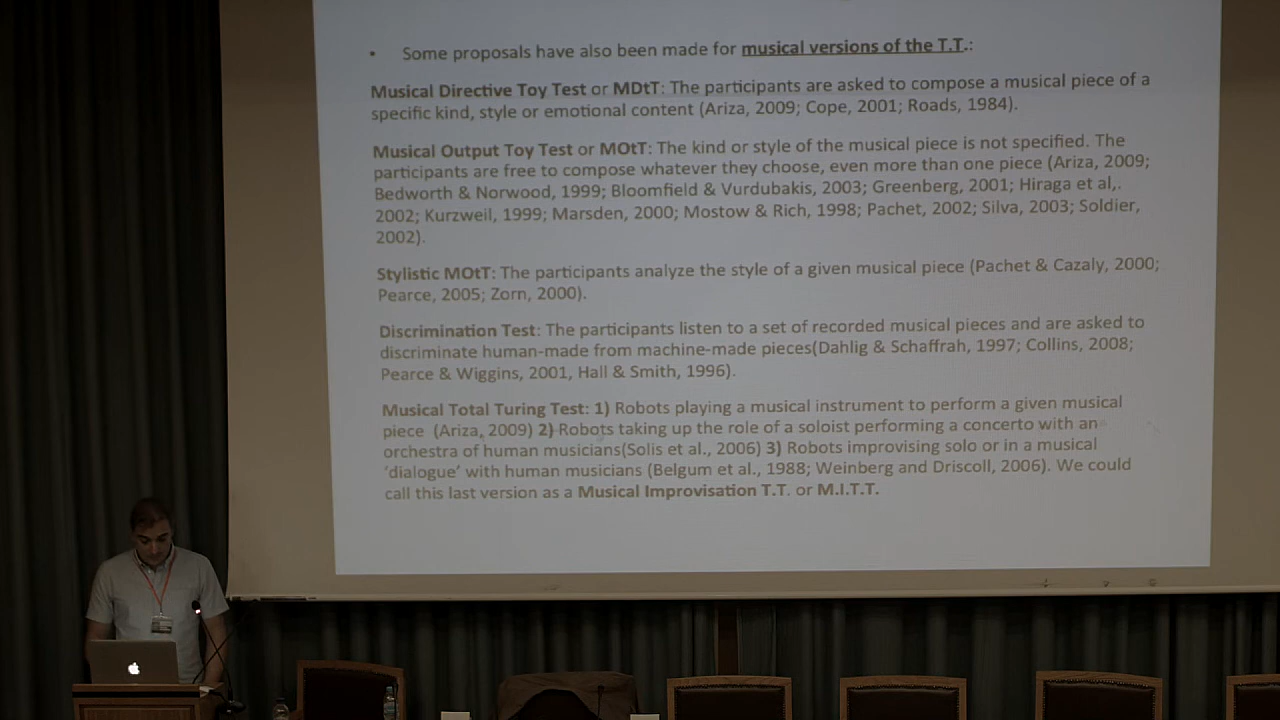 • Some proposals have also been made for musical versions of the T.T.:
Musical Directive Toy Test or MDtT: The participants are asked to compose a musical piece of a
specific kind, style or emotional content (Ariza, 2009; Cope, 2001; Roads, 1984).
Musical Output Toy Test or MOtT: The kind or style of the musical piece is not specified. The
participants are free to compose whatever they choose, even more than one piece (Ariza, 2009;
Bedworth & Norwood, 1999; Bloomfield & Vurdubakis, 2003; Greenberg, 2001; Hiraga et al,.
2002; Kurzweil, 1999; Marsden, 2000; Mostow & Rich, 1998; Pachet, 2002; Silva, 2003; Soldier,
2002).
Stylistic MOtT: The participants analyze the style of a given musical piece (Pachet & Cazaly, 2000;
Pearce, 2005; Zorn, 2000).
Discrimination Test: The participants listen to a set of recorded musical pieces and are asked to
discriminate human-made from machine-made pieces(Dahlig & Schaffrah, 1997; Collins, 2008;
Pearce & Wiggins, 2001, Hall & Smith, 1996).
Musical Total Turing Test: 1) Robots playing a musical instrument to perform a given musical
piece (Ariza, 2009) 2) Robots taking up the role of a soloist performing a concerto with an
orchestra of human musicians(Solis et al., 2006) 3) Robots improvising solo or in a musical
‘dialogue’ with human musicians (Belgum et al., 1988; Weinberg and Driscoll, 2006). We could
call this last version as a Musical Improvisation T.T. or M.I.T.T.